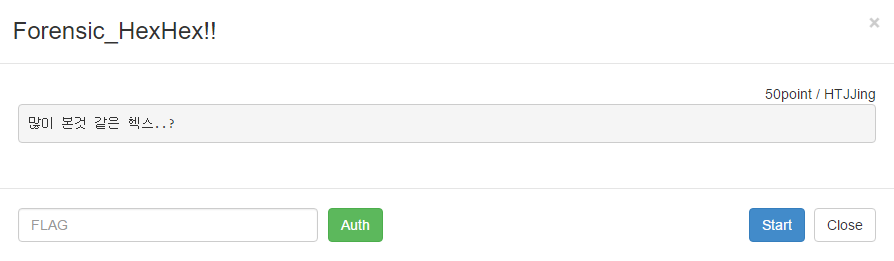 Forensic_HexHex!!
×
50point / HTJJing
많이 본것 같은 헥스..?
FLAG
Auth
Start
Close